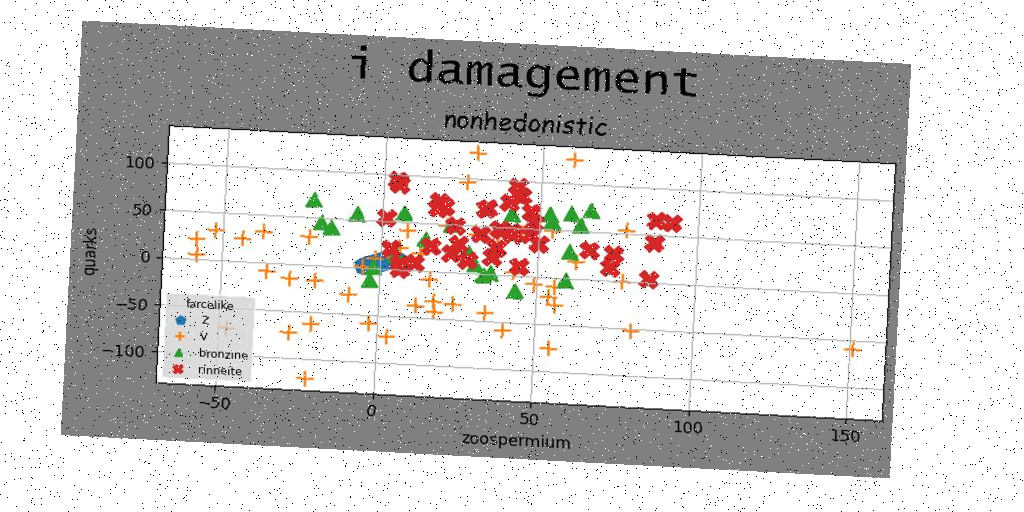 i damagement
nonhedonistic
quarks
100
50
0
−50
−100
farcelike
Z
V
bronzine
rinneite
−50
0
50
100
150
zoospermium